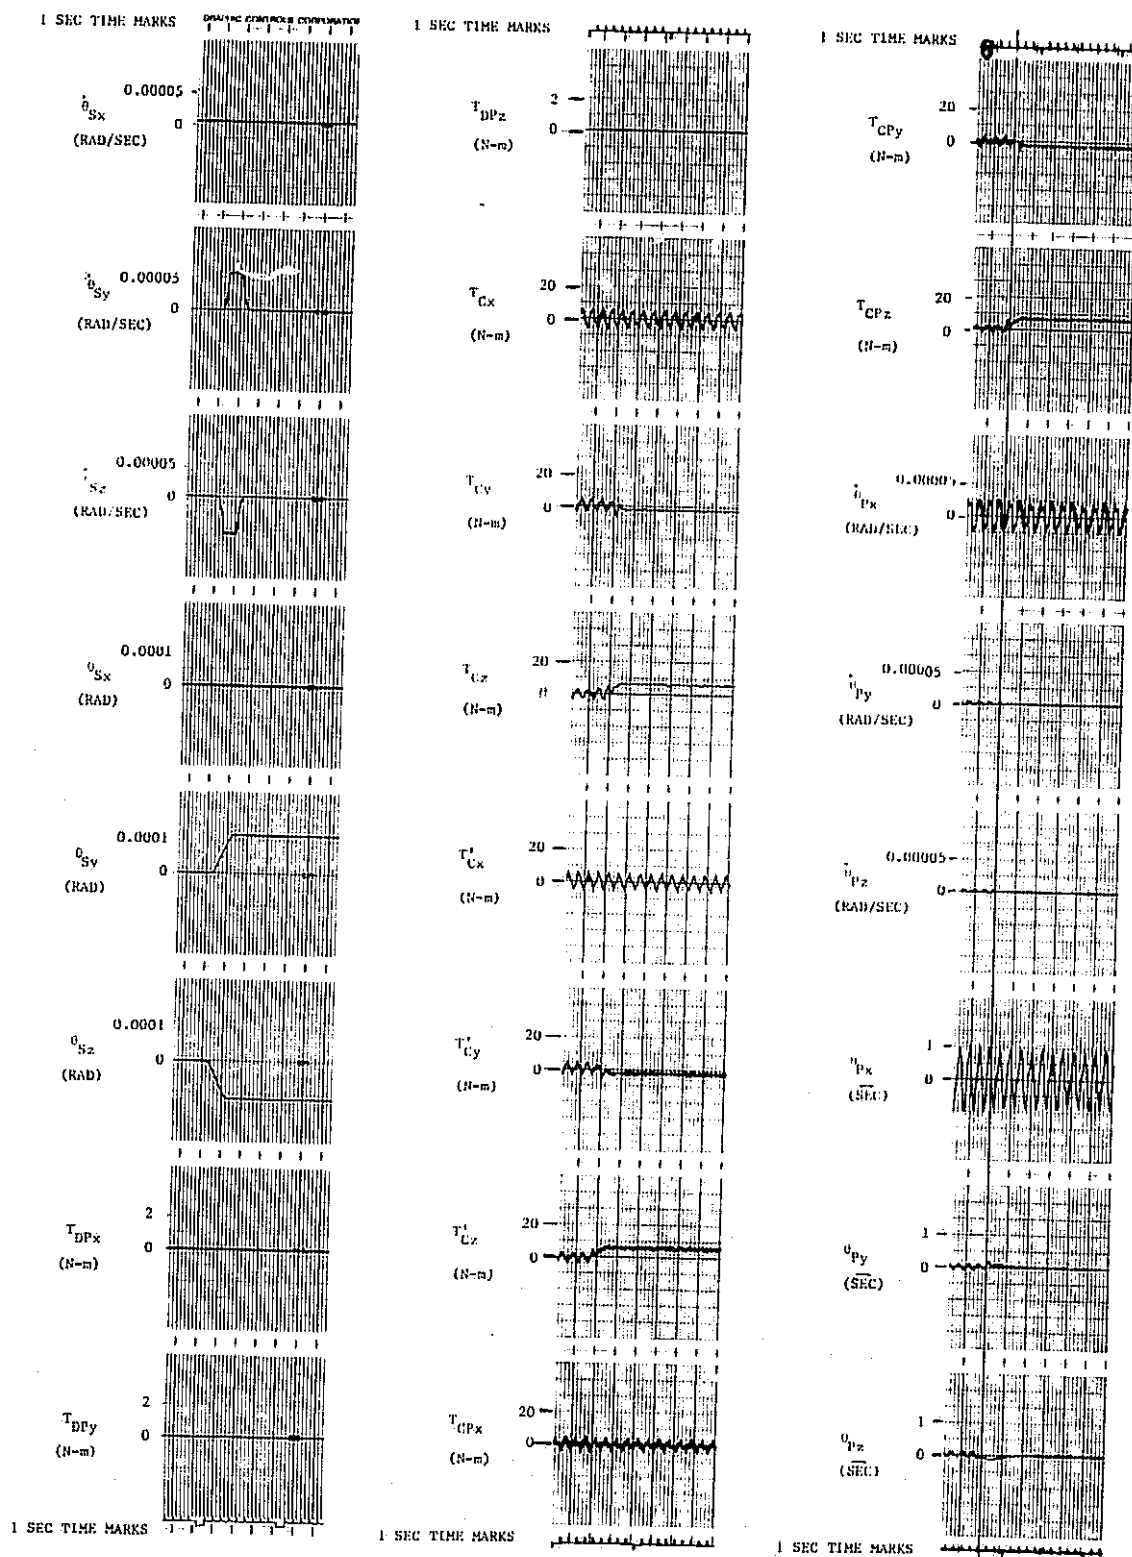 1 SEC TIME MARKS
CONTROLS CORPORATION
0.00005
θ̇Sx
0
(RAD/SEC)
0.00005
θ̇Sy
0
(RAD/SEC)
0.00005
Sz
0
(RAD/SEC)
0.0001
θSx
0
(RAD)
0.0001
θSy
0
(RAD)
0.0001
θSz
0
(RAD)
2
TDPx
0
(N-m)
2
TDPy
0
(N-m)
1 SEC TIME MARKS
1 SEC TIME MARKS
2
TDPz
0
(N-m)
20
TCx
0
(N-m)
20
TCy
0
(N-m)
20
TCz
0
(N-m)
20
T'Cx
0
(N-m)
20
T'Cy
0
(N-m)
20
T'Cz
0
(N-m)
20
TCPx
0
(N-m)
1 SEC TIME MARKS
1 SEC TIME MARKS
20
TCPy
0
(N-m)
20
TCPz
0
(N-m)
0.00005
θ̇Px
0
(RAD/SEC)
0.00005
θ̇Py
0
(RAD/SEC)
0.00005
θ̇Pz
0
(RAD/SEC)
1
θPx
0
(SEC)
1
θPy
0
(SEC)
1
θPz
0
(SEC)
1 SEC TIME MARKS